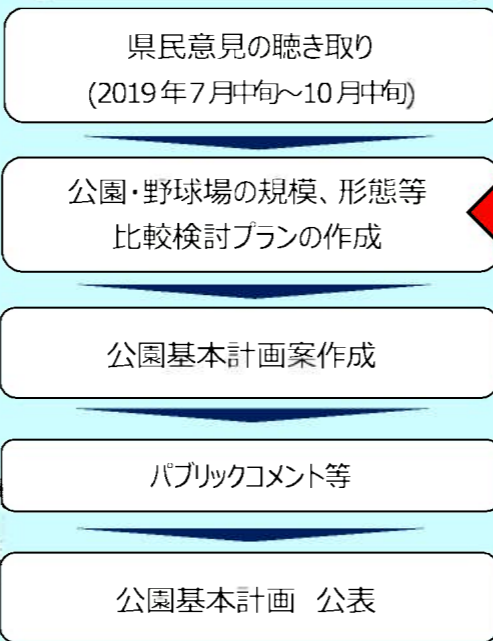 県民意見の聴き取り
(2019年7月中旬～10月中旬)
公園・野球場の規模、形態等
比較検討プランの作成
公園基本計画案作成
パブリックコメント等
公園基本計画　公表